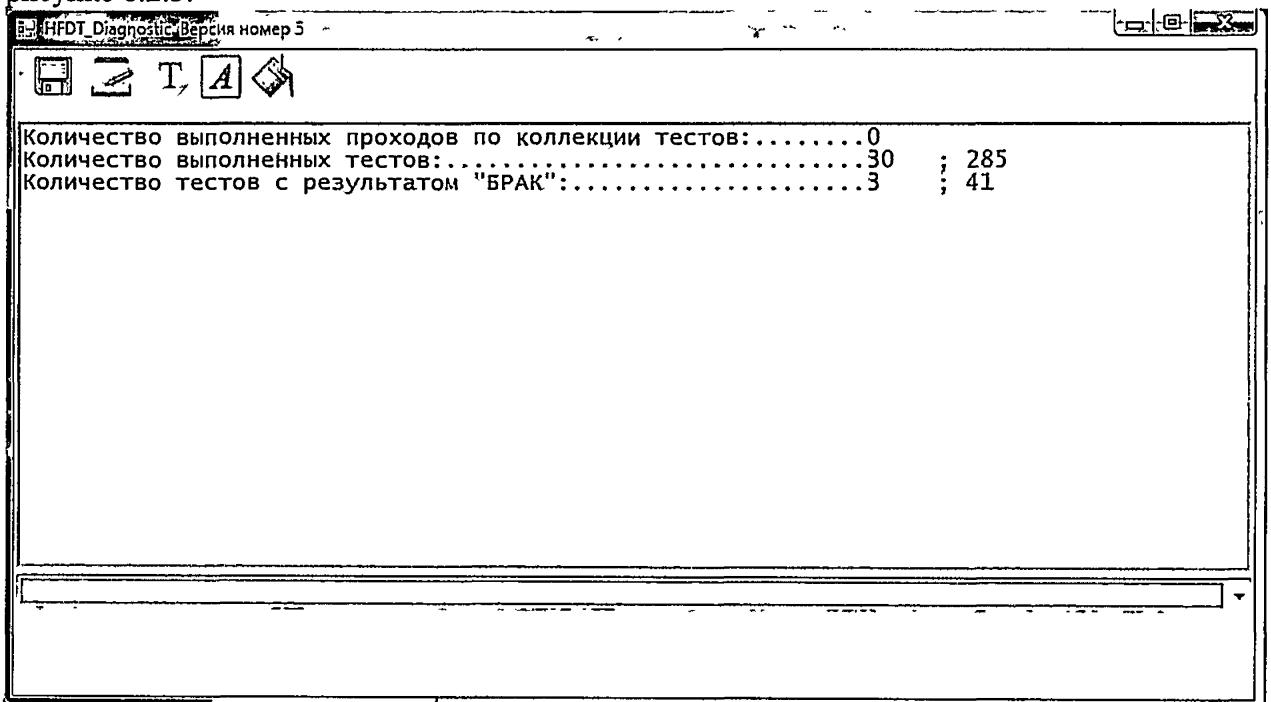 HFDT_Diagnostic Версия номер 5
Количество выполненных проходов по коллекции тестов:........0
Количество выполненных тестов:..............................30 ; 285
Количество тестов с результатом "БРАК":.....................3 ; 41